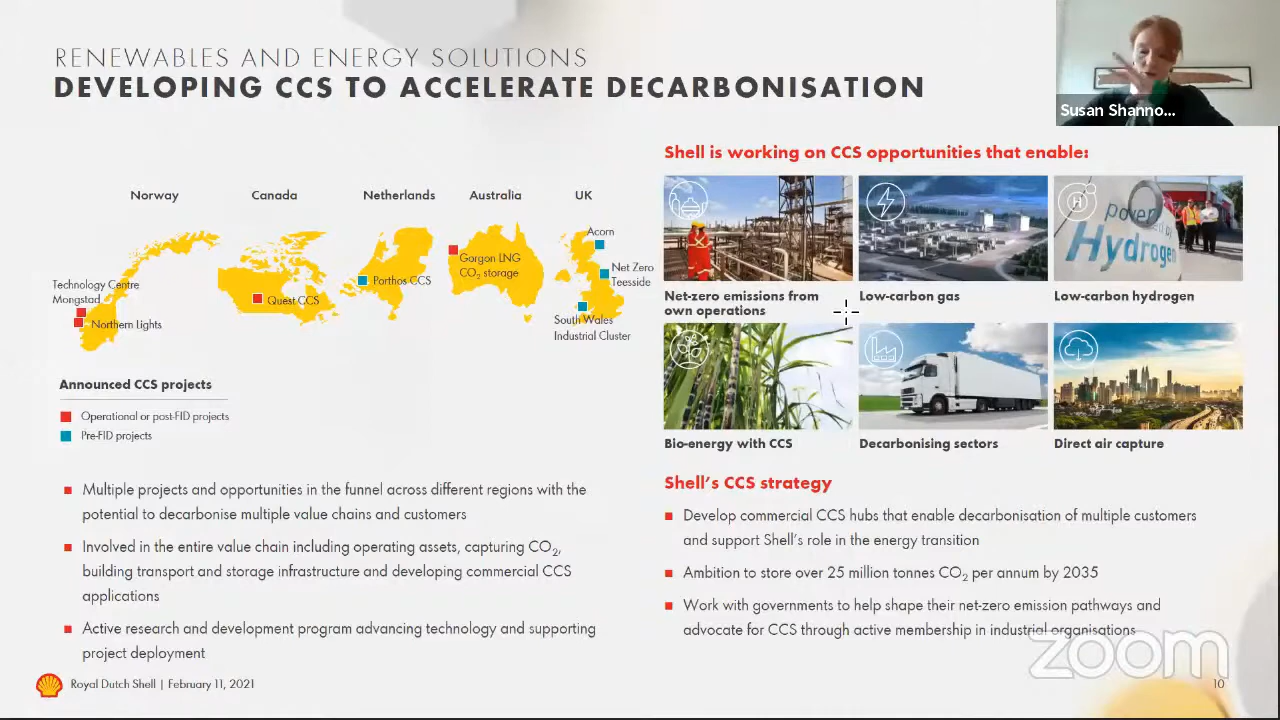 RENEWABLES AND ENERGY SOLUTIONS
DEVELOPING CCS TO ACCELERATE DECARBONISATION
Susan Shanno...
Norway
Canada
Netherlands
Australia
UK
Technology Centre
Mongstad
Northern Lights
Quest CCS
Porthos CCS
Gorgon LNG
CO₂ storage
Acorn
Net Zero
Teesside
South Wales
Industrial Cluster
Announced CCS projects
Operational or post-FID projects
Pre-FID projects
Multiple projects and opportunities in the funnel across different regions with the
potential to decarbonise multiple value chains and customers
Involved in the entire value chain including operating assets, capturing CO₂,
building transport and storage infrastructure and developing commercial CCS
applications
Active research and development program advancing technology and supporting
project deployment
Shell is working on CCS opportunities that enable:
H
powered by
Hydrogen
Net-zero emissions from
own operations
Low-carbon gas
Low-carbon hydrogen
Bio-energy with CCS
Decarbonising sectors
Direct air capture
Shell's CCS strategy
Develop commercial CCS hubs that enable decarbonisation of multiple customers
and support Shell's role in the energy transition
Ambition to store over 25 million tonnes CO₂ per annum by 2035
Work with governments to help shape their net-zero emission pathways and
advocate for CCS through active membership in industrial organisations
zoom
Royal Dutch Shell | February 11, 2021
10